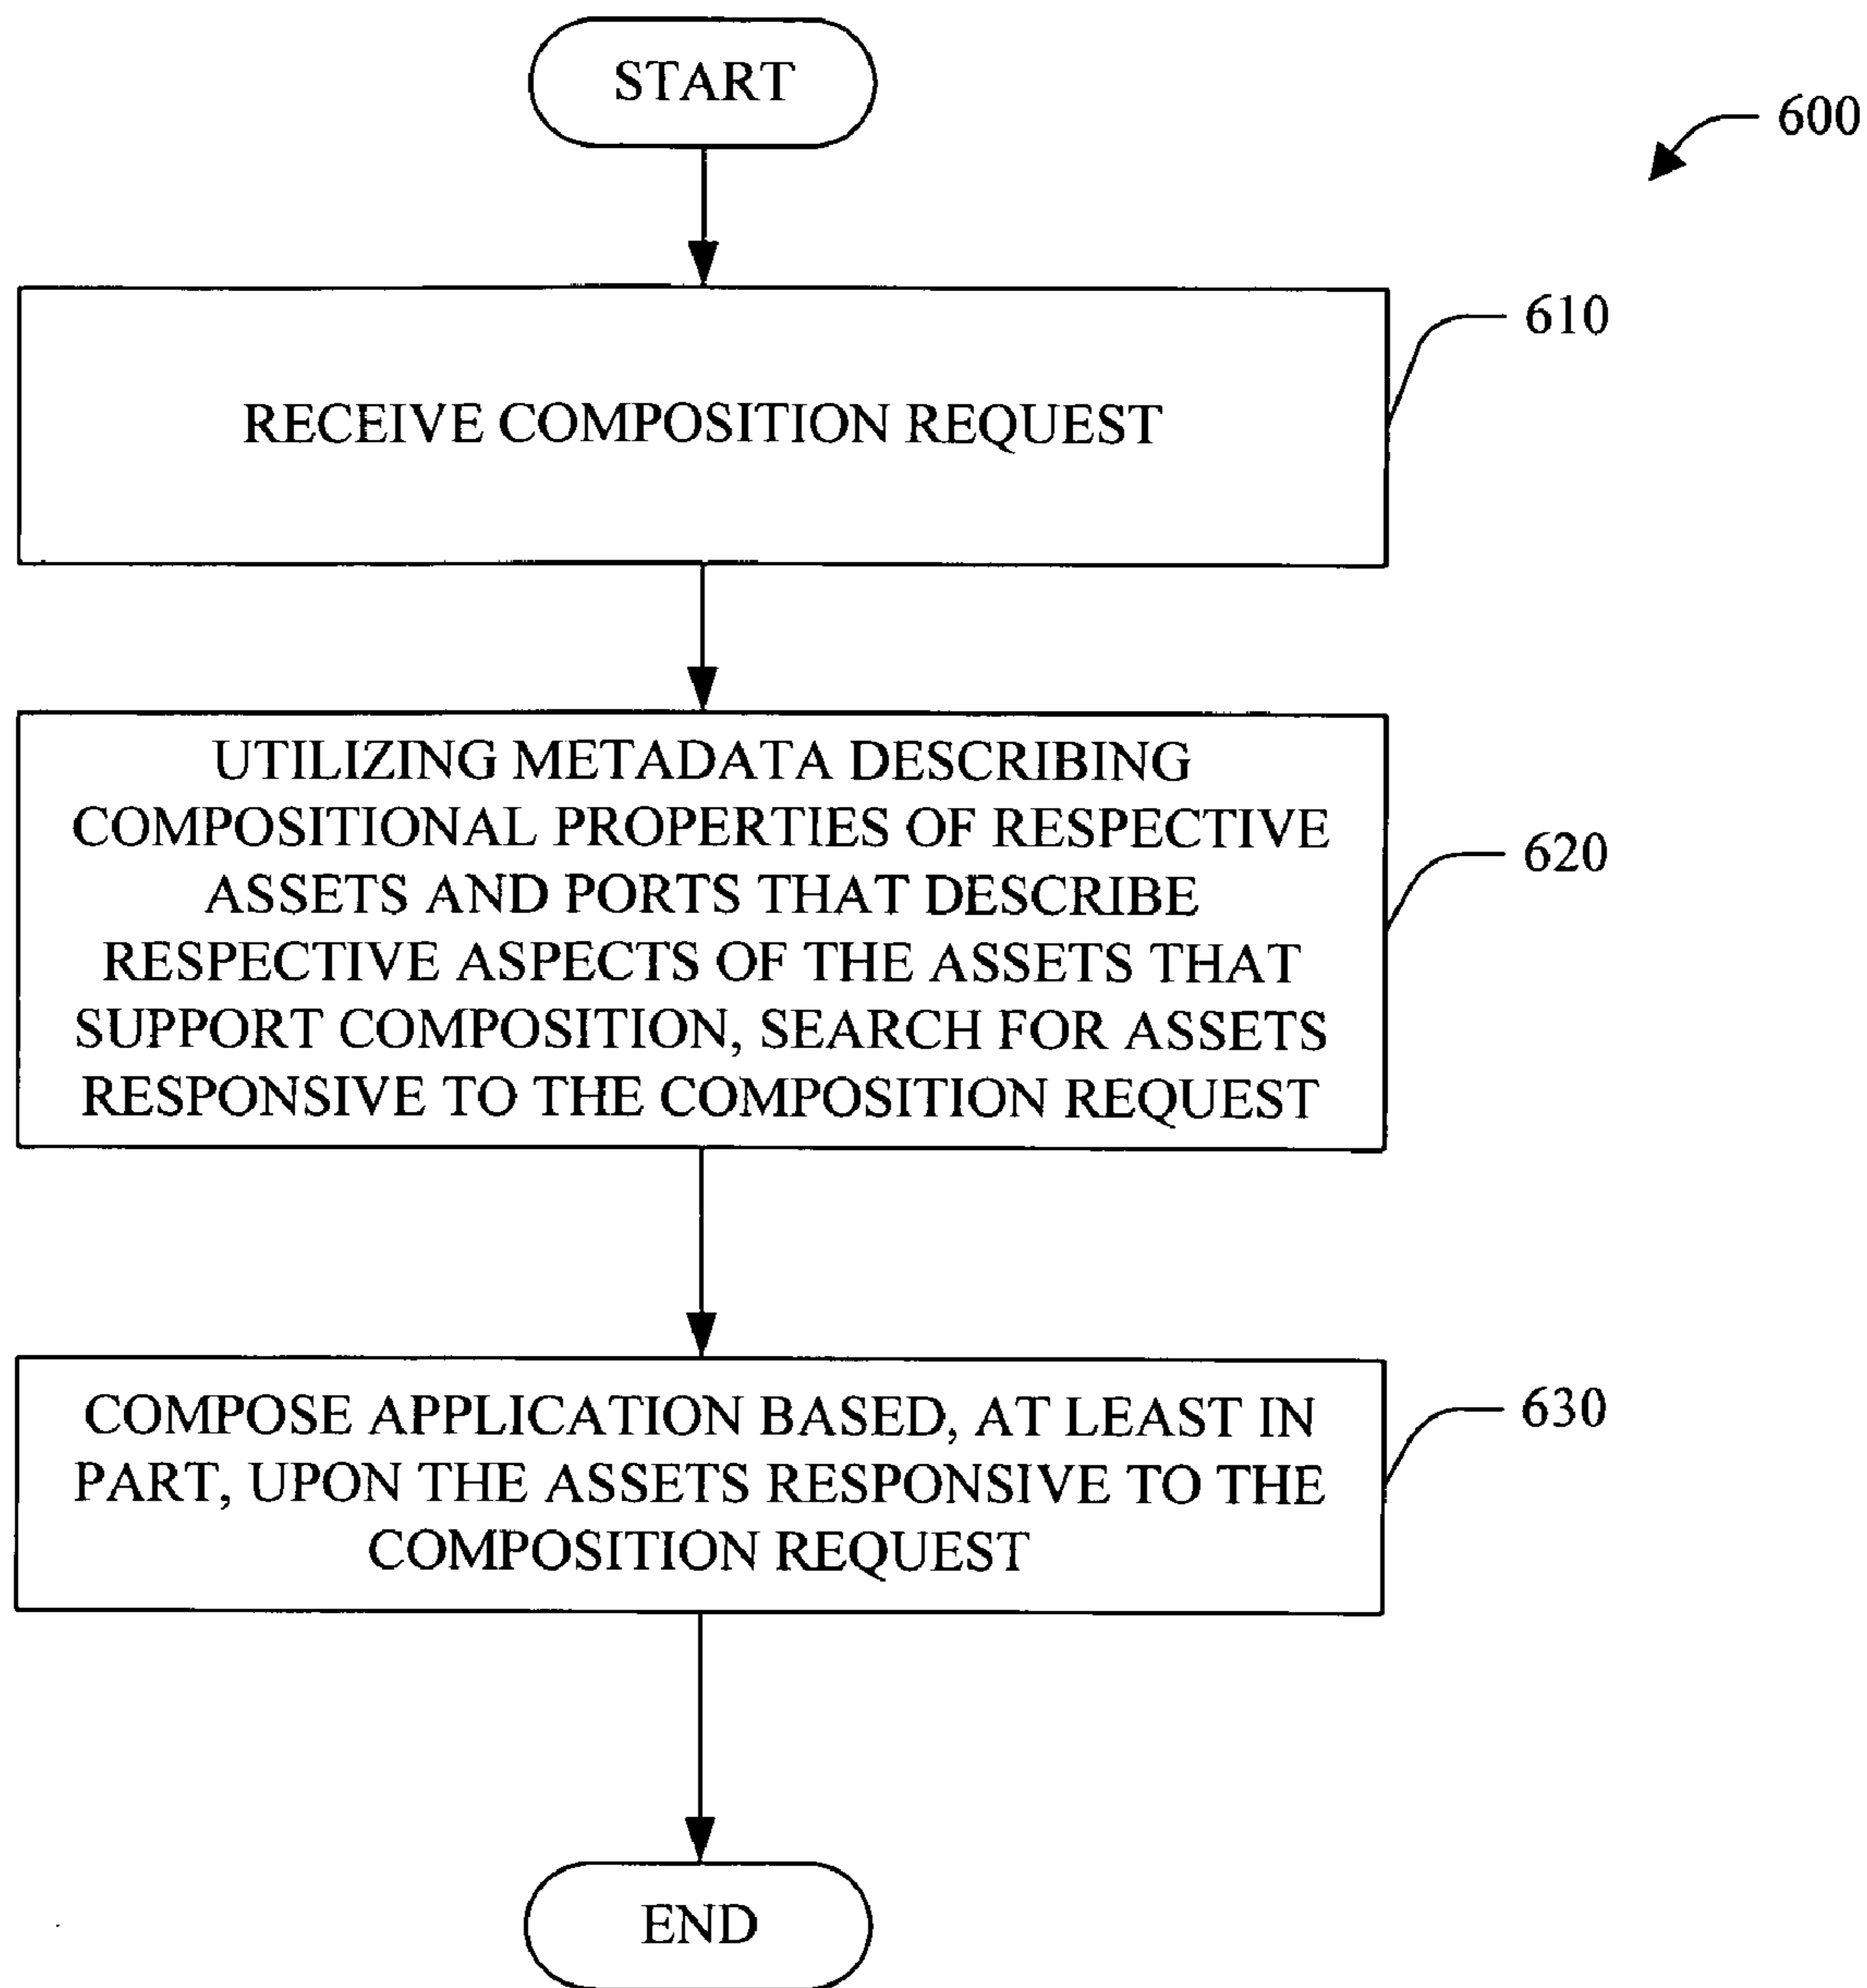 START
600
610
RECEIVE COMPOSITION REQUEST
UTILIZING METADATA DESCRIBING
COMPOSITIONAL PROPERTIES OF RESPECTIVE
620
ASSETS AND PORTS THAT DESCRIBE
RESPECTIVE ASPECTS OF THE ASSETS THAT
SUPPORT COMPOSITION, SEARCH FOR ASSETS
RESPONSIVE TO THE COMPOSITION REQUEST
COMPOSE APPLICATION BASED, AT LEAST IN
630
PART, UPON THE ASSETS RESPONSIVE TO THE
COMPOSITION REQUEST
END